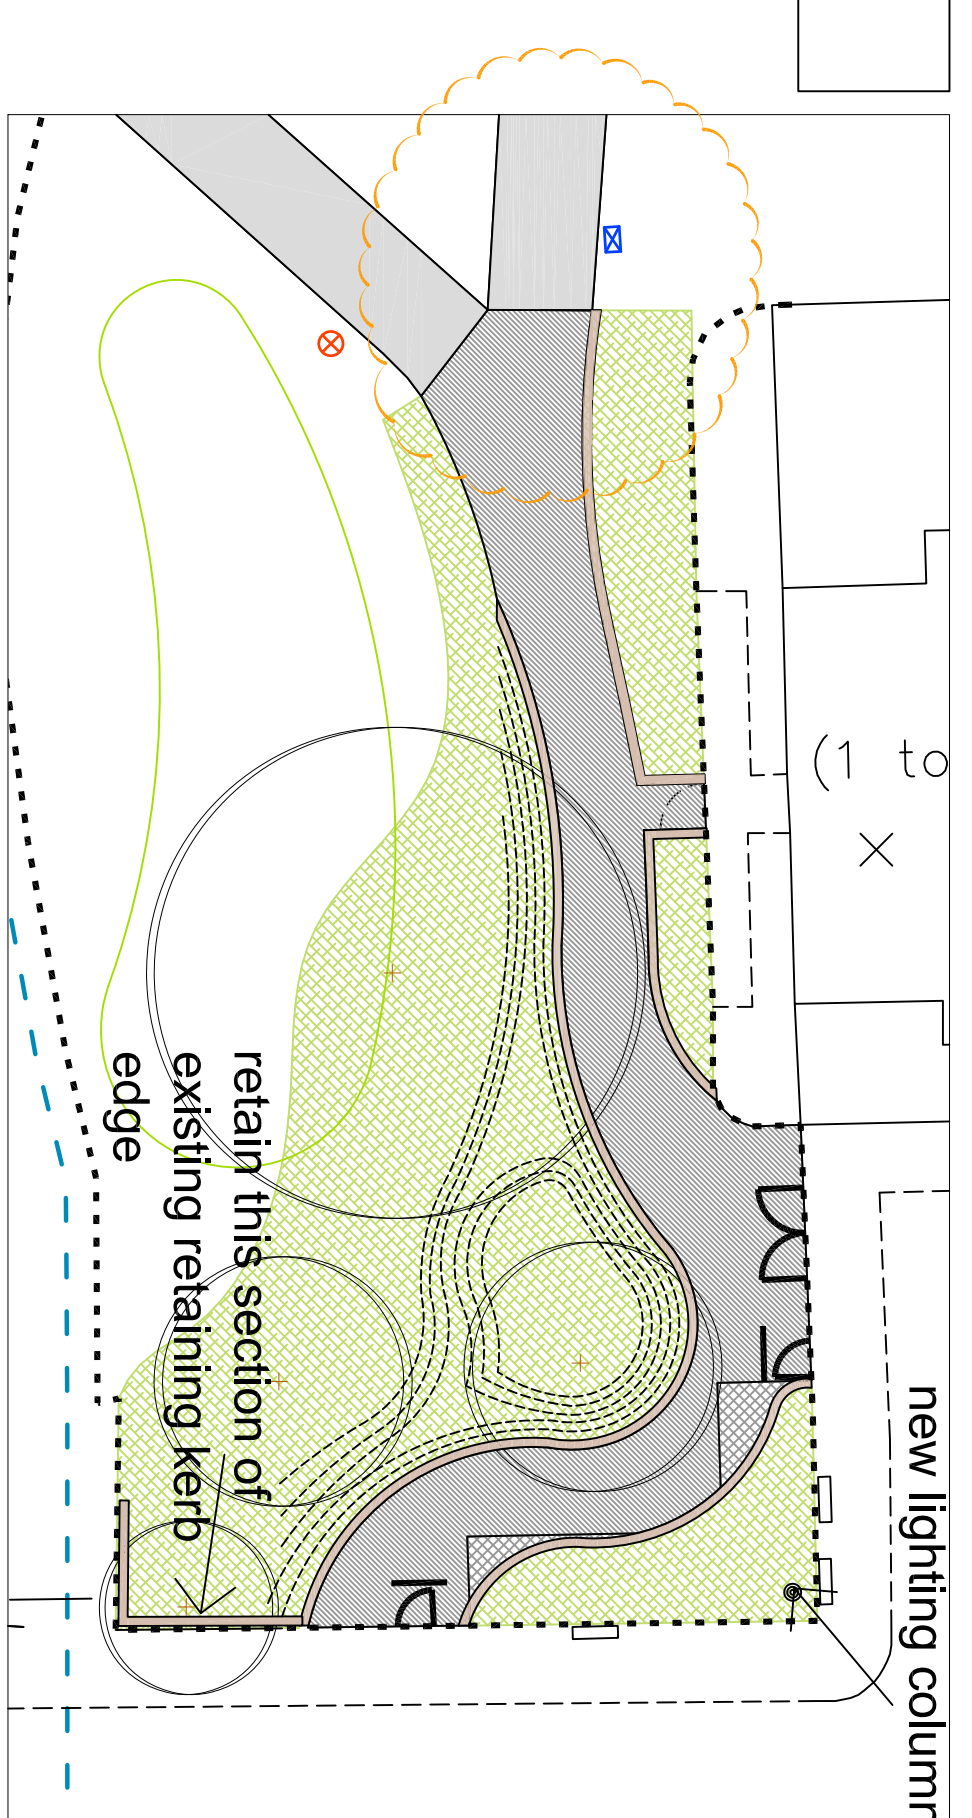 (1 to
new lighting column
retain this section of
existing retaining kerb
edge